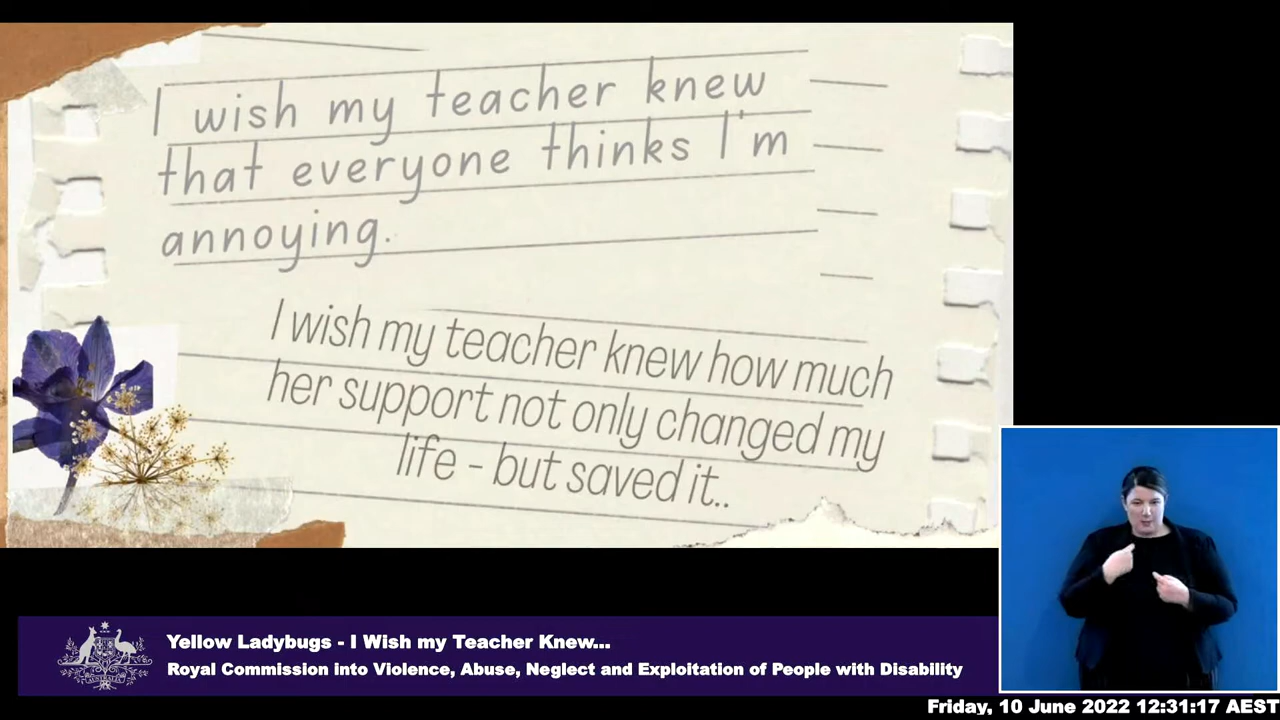 I wish my teacher knew
that everyone thinks I'm
annoying.
I wish my teacher knew how much
her support not only changed my
life - but saved it..
Yellow Ladybugs - I Wish my Teacher Knew...
Royal Commission into Violence, Abuse, Neglect and Exploitation of People with Disability
Friday, 10 June 2022 12:31:17 AEST